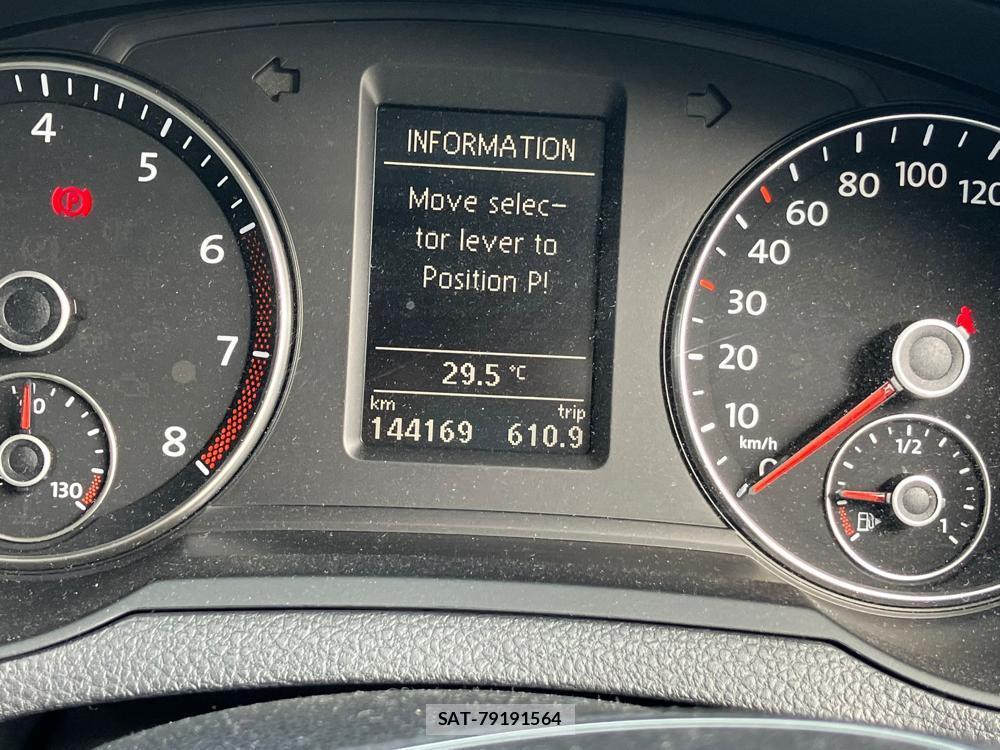 4
5
6
7
8
90
130
INFORMATION
Move selec-
tor lever to
Position P!
29.5 °C
km
trip
144169 610.9
0
10
20
30
40
60
80
100
120
km/h
1/2
1
SAT-79191564